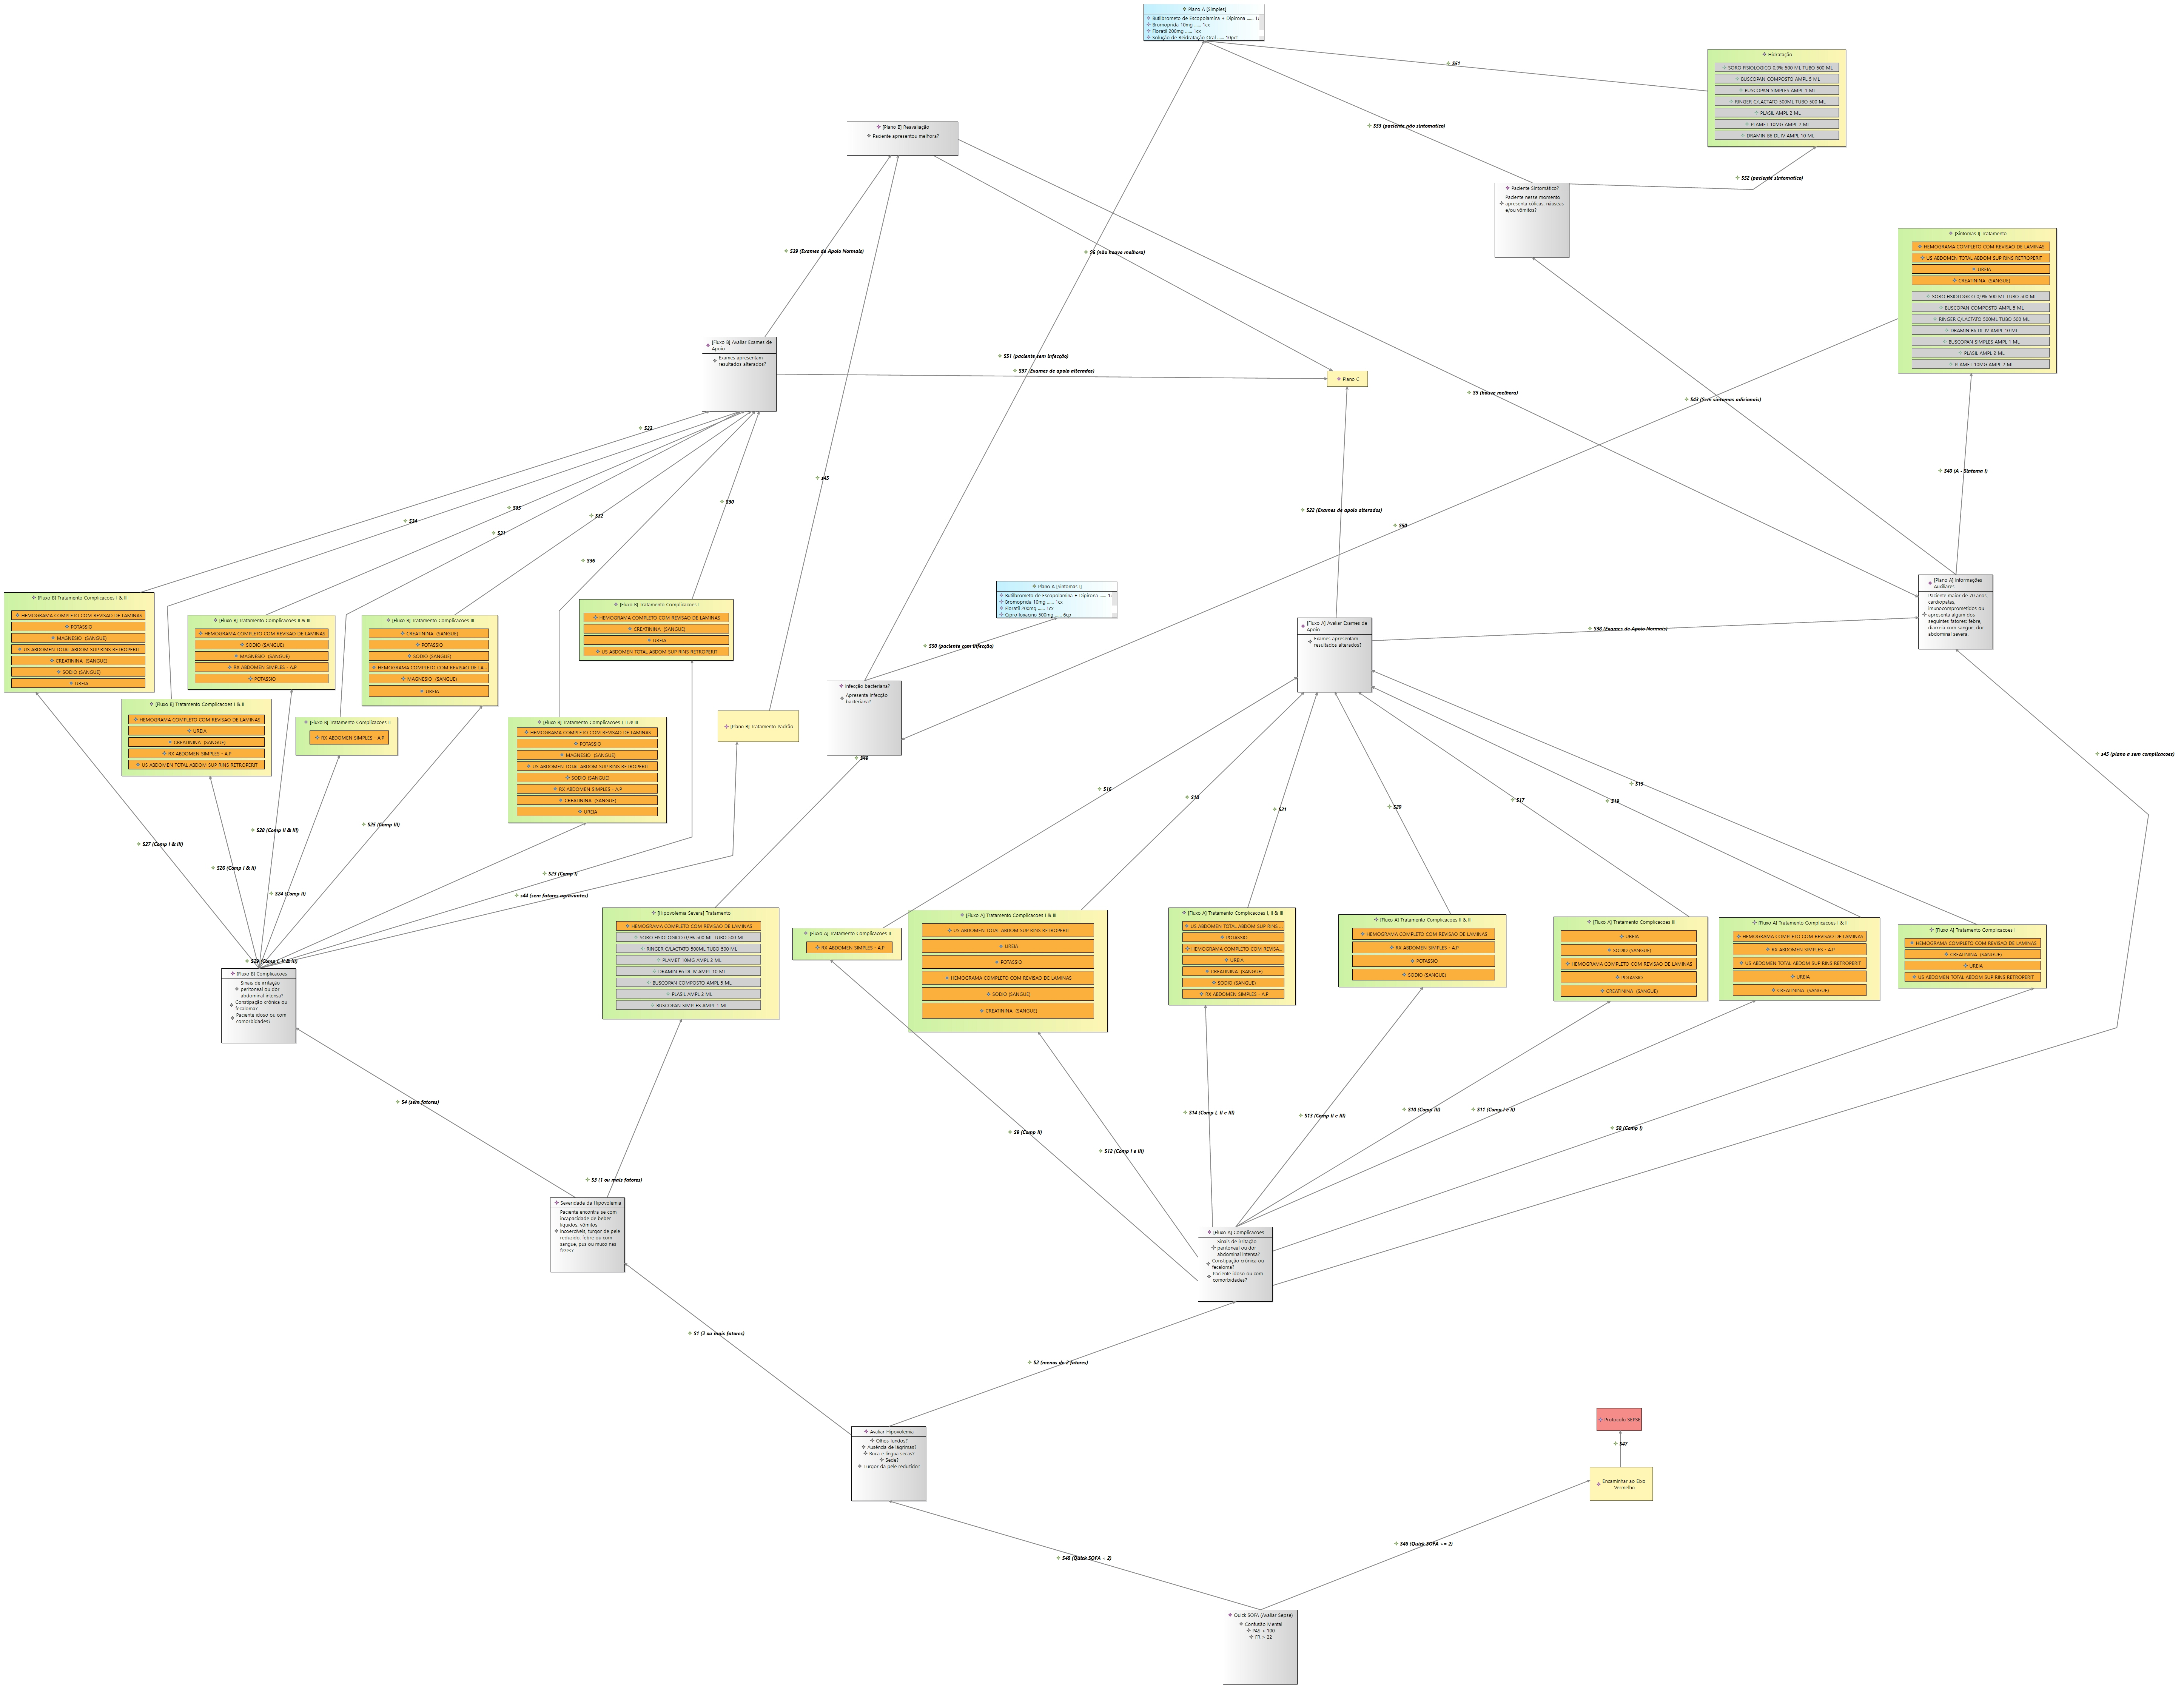 Plano A [Simples]
Butilbrometo de Escopolamina + Dipirona ..... 1
Bromoprida 10mg ..... 1cx
Floratil 200mg ..... 1cx
Solução de Reidratação Oral ..... 10pct
S51
Hidratação
SORO FISIOLOGICO 0,9% 500 ML TUBO 500 ML
BUSCOPAN COMPOSTO AMPL 5 ML
BUSCOPAN SIMPLES AMPL 1 ML
RINGER C/LACTATO 500ML TUBO 500 ML
PLASIL AMPL 2 ML
PLAMET 10MG AMPL 2 ML
DRAMIN B6 DL IV AMPL 10 ML
[Plano B] Reavaliação
Paciente apresentou melhora?
S53 (paciente não sintomatico)
S52 (paciente sintomatico)
Paciente Sintomático?
Paciente nesse momento
apresenta cólicas, náuseas
e/ou vômitos?
[Sintomas I] Tratamento
HEMOGRAMA COMPLETO COM REVISAO DE LAMINAS
US ABDOMEN TOTAL ABDOM SUP RINS RETROPERIT
UREIA
CREATININA (SANGUE)
SORO FISIOLOGICO 0,9% 500 ML TUBO 500 ML
BUSCOPAN COMPOSTO AMPL 5 ML
RINGER C/LACTATO 500ML TUBO 500 ML
DRAMIN B6 DL IV AMPL 10 ML
BUSCOPAN SIMPLES AMPL 1 ML
PLASIL AMPL 2 ML
PLAMET 10MG AMPL 2 ML
S39 (Exames de Apoio Normais)
S6 (não houve melhora)
[Fluxo B] Avaliar Exames de
Apoio
Exames apresentam
resultados alterados?
S51 (paciente sem infecção)
S37 (Exames de apoio alterados)
Plano C
S5 (houve melhora)
S43 (Tem sintomas adicionais)
S33
S40 (A - Sintoma I)
s45
S30
S34
S35
S32
S31
S22 (Exames de apoio alterados)
S50
S36
[Fluxo B] Tratamento Complicacoes I & III
HEMOGRAMA COMPLETO COM REVISAO DE LAMINAS
POTASSIO
MAGNESIO (SANGUE)
US ABDOMEN TOTAL ABDOM SUP RINS RETROPERIT
CREATININA (SANGUE)
SODIO (SANGUE)
UREIA
[Fluxo B] Tratamento Complicacoes II & III
HEMOGRAMA COMPLETO COM REVISAO DE LAMINAS
SODIO (SANGUE)
MAGNESIO (SANGUE)
RX ABDOMEN SIMPLES - A.P
POTASSIO
[Fluxo B] Tratamento Complicacoes III
CREATININA (SANGUE)
POTASSIO
SODIO (SANGUE)
HEMOGRAMA COMPLETO COM REVISAO DE LA...
MAGNESIO (SANGUE)
UREIA
[Fluxo B] Tratamento Complicacoes I
HEMOGRAMA COMPLETO COM REVISAO DE LAMINAS
CREATININA (SANGUE)
UREIA
US ABDOMEN TOTAL ABDOM SUP RINS RETROPERIT
Plano A [Sintomas I]
Butilbrometo de Escopolamina + Dipirona ..... 1
Bromoprida 10mg ..... 1cx
Floratil 200mg ..... 1cx
Ciprofloxacino 500mg ..... 6cp
S50 (paciente com infecção)
[Fluxo A] Avaliar Exames de
Apoio
Exames apresentam
resultados alterados?
S38 (Exames de Apoio Normais)
[Plano A] Informações
Auxiliares
Paciente maior de 70 anos,
cardiopatas,
imunocomprometidos ou
apresenta algum dos
seguintes fatores: febre,
diarreia com sangue, dor
abdominal severa.
Infecção bacteriana?
Apresenta infecção
bacteriana?
[Fluxo B] Tratamento Complicacoes I & II
HEMOGRAMA COMPLETO COM REVISAO DE LAMINAS
UREIA
CREATININA (SANGUE)
RX ABDOMEN SIMPLES - A.P
US ABDOMEN TOTAL ABDOM SUP RINS RETROPERIT
[Fluxo B] Tratamento Complicacoes II
RX ABDOMEN SIMPLES - A.P
[Fluxo B] Tratamento Complicacoes I, II & III
HEMOGRAMA COMPLETO COM REVISAO DE LAMINAS
POTASSIO
MAGNESIO (SANGUE)
US ABDOMEN TOTAL ABDOM SUP RINS RETROPERIT
SODIO (SANGUE)
RX ABDOMEN SIMPLES - A.P
CREATININA (SANGUE)
UREIA
[Plano B] Tratamento Padrão
S49
s45 (plano a sem complicacoes)
S16
S18
S21
S20
S17
S19
S15
S27 (Comp I & III)
S26 (Comp I & II)
S28 (Comp II & III)
S24 (Comp II)
S25 (Comp III)
S23 (Comp I)
s44 (sem fatores agravantes)
S29 (Comp I, II & III)
[Fluxo B] Complicacoes
Sinais de irritação
peritoneal ou dor
abdominal intensa?
Constipação crônica ou
fecaloma?
Paciente idoso ou com
comorbidades?
[Hipovolemia Severa] Tratamento
HEMOGRAMA COMPLETO COM REVISAO DE LAMINAS
SORO FISIOLOGICO 0,9% 500 ML TUBO 500 ML
RINGER C/LACTATO 500ML TUBO 500 ML
PLAMET 10MG AMPL 2 ML
DRAMIN B6 DL IV AMPL 10 ML
BUSCOPAN COMPOSTO AMPL 5 ML
PLASIL AMPL 2 ML
BUSCOPAN SIMPLES AMPL 1 ML
[Fluxo A] Tratamento Complicacoes II
RX ABDOMEN SIMPLES - A.P
[Fluxo A] Tratamento Complicacoes I & III
US ABDOMEN TOTAL ABDOM SUP RINS RETROPERIT
UREIA
POTASSIO
HEMOGRAMA COMPLETO COM REVISAO DE LAMINAS
SODIO (SANGUE)
CREATININA (SANGUE)
[Fluxo A] Tratamento Complicacoes I, II & III
US ABDOMEN TOTAL ABDOM SUP RINS ...
POTASSIO
HEMOGRAMA COMPLETO COM REVISA...
UREIA
CREATININA (SANGUE)
SODIO (SANGUE)
RX ABDOMEN SIMPLES - A.P
[Fluxo A] Tratamento Complicacoes II & III
HEMOGRAMA COMPLETO COM REVISAO DE LAMINAS
RX ABDOMEN SIMPLES - A.P
POTASSIO
SODIO (SANGUE)
[Fluxo A] Tratamento Complicacoes III
UREIA
SODIO (SANGUE)
HEMOGRAMA COMPLETO COM REVISAO DE LAMINAS
POTASSIO
CREATININA (SANGUE)
[Fluxo A] Tratamento Complicacoes I & II
HEMOGRAMA COMPLETO COM REVISAO DE LAMINAS
RX ABDOMEN SIMPLES - A.P
US ABDOMEN TOTAL ABDOM SUP RINS RETROPERIT
UREIA
CREATININA (SANGUE)
[Fluxo A] Tratamento Complicacoes I
HEMOGRAMA COMPLETO COM REVISAO DE LAMINAS
CREATININA (SANGUE)
UREIA
US ABDOMEN TOTAL ABDOM SUP RINS RETROPERIT
S4 (sem fatores)
S3 (1 ou mais fatores)
S9 (Comp II)
S12 (Comp I e III)
S14 (Comp I, II e III)
S13 (Comp II e III)
S10 (Comp III)
S11 (Comp I e II)
S8 (Comp I)
Severidade da Hipovolemia
Paciente encontra-se com
incapacidade de beber
líquidos, vômitos
incoercíveis, turgor de pele
reduzido, febre ou com
sangue, pus ou muco nas
fezes?
[Fluxo A] Complicacoes
Sinais de irritação
peritoneal ou dor
abdominal intensa?
Constipação crônica ou
fecaloma?
Paciente idoso ou com
comorbidades?
S1 (2 ou mais fatores)
S2 (menos de 2 fatores)
Avaliar Hipovolemia
Olhos fundos?
Ausência de lágrimas?
Boca e língua secas?
Sede?
Turgor da pele reduzido?
Protocolo SEPSE
S47
Encaminhar ao Eixo
Vermelho
S48 (Quick SOFA < 2)
S46 (Quick SOFA >= 2)
Quick SOFA (Avaliar Sepse)
Confusão Mental
PAS < 100
FR > 22